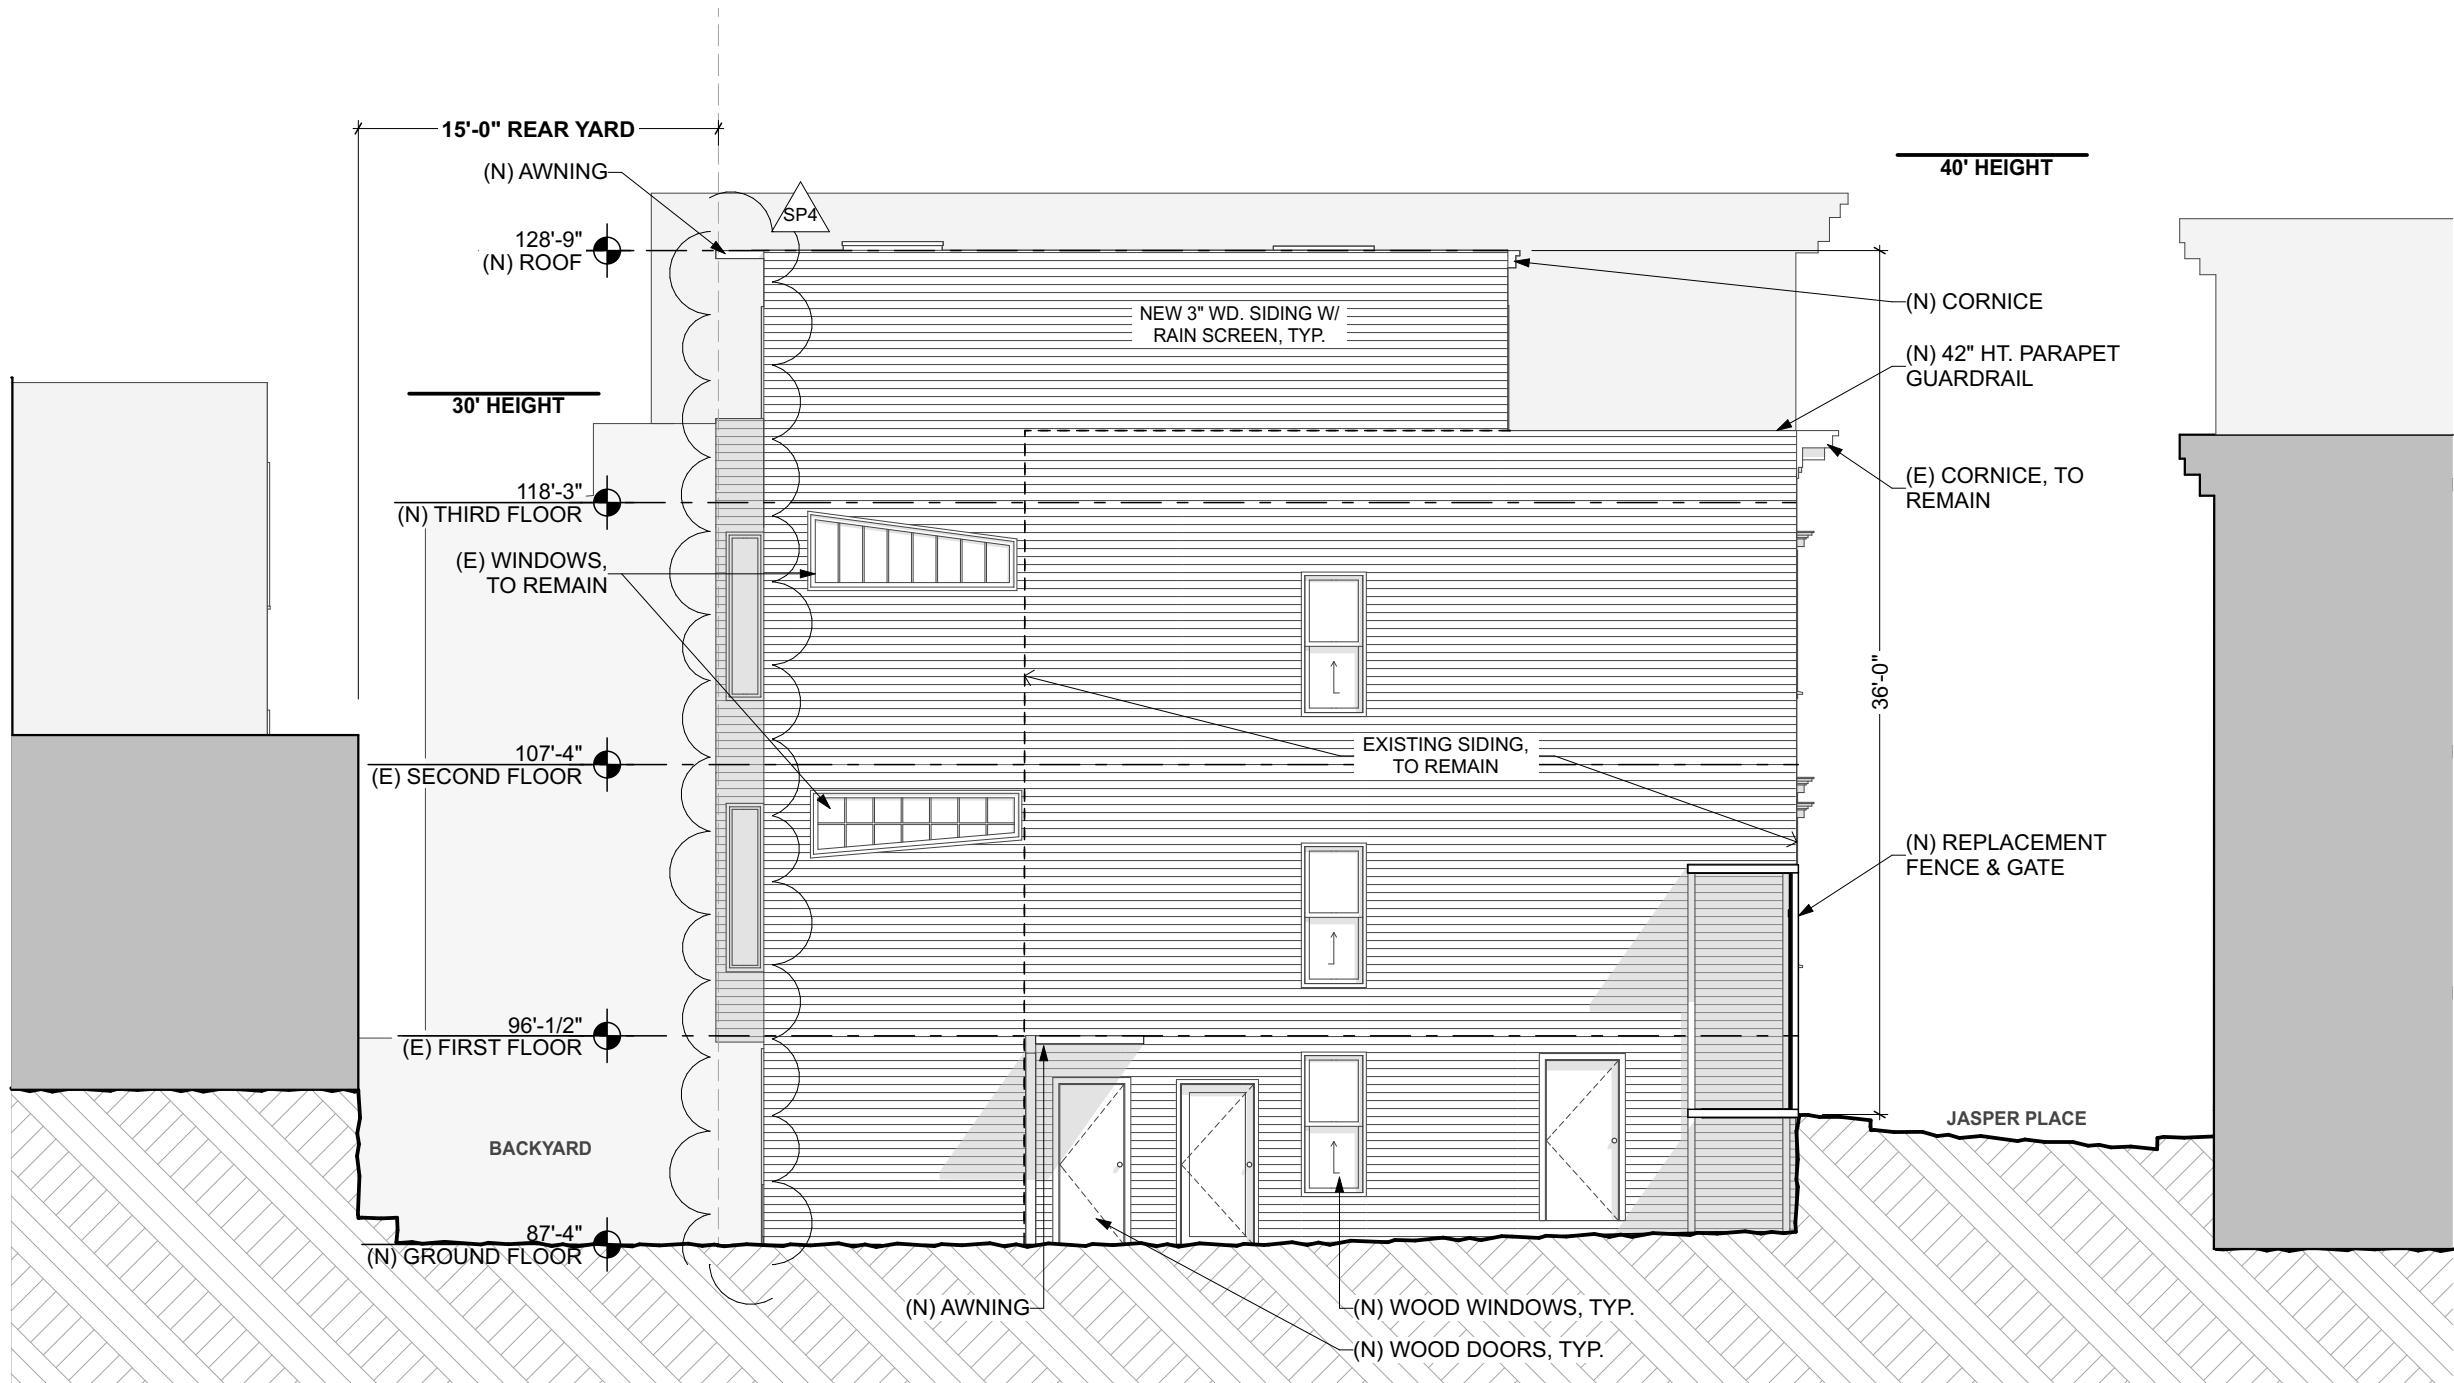 15'-0" REAR YARD
(N) AWNING
40' HEIGHT
SP4
128'-9"
(N) ROOF
(N) CORNICE
NEW 3" WD. SIDING W/
RAIN SCREEN, TYP.
(N) 42" HT. PARAPET
GUARDRAIL
30' HEIGHT
(E) CORNICE, TO
REMAIN
118'-3"
(N) THIRD FLOOR
(E) WINDOWS,
TO REMAIN
36'-0"
EXISTING SIDING,
TO REMAIN
107'-4"
(E) SECOND FLOOR
(N) REPLACEMENT
FENCE & GATE
96'-1/2"
(E) FIRST FLOOR
JASPER PLACE
BACKYARD
87'-4"
(N) GROUND FLOOR
(N) AWNING
(N) WOOD WINDOWS, TYP.
(N) WOOD DOORS, TYP.